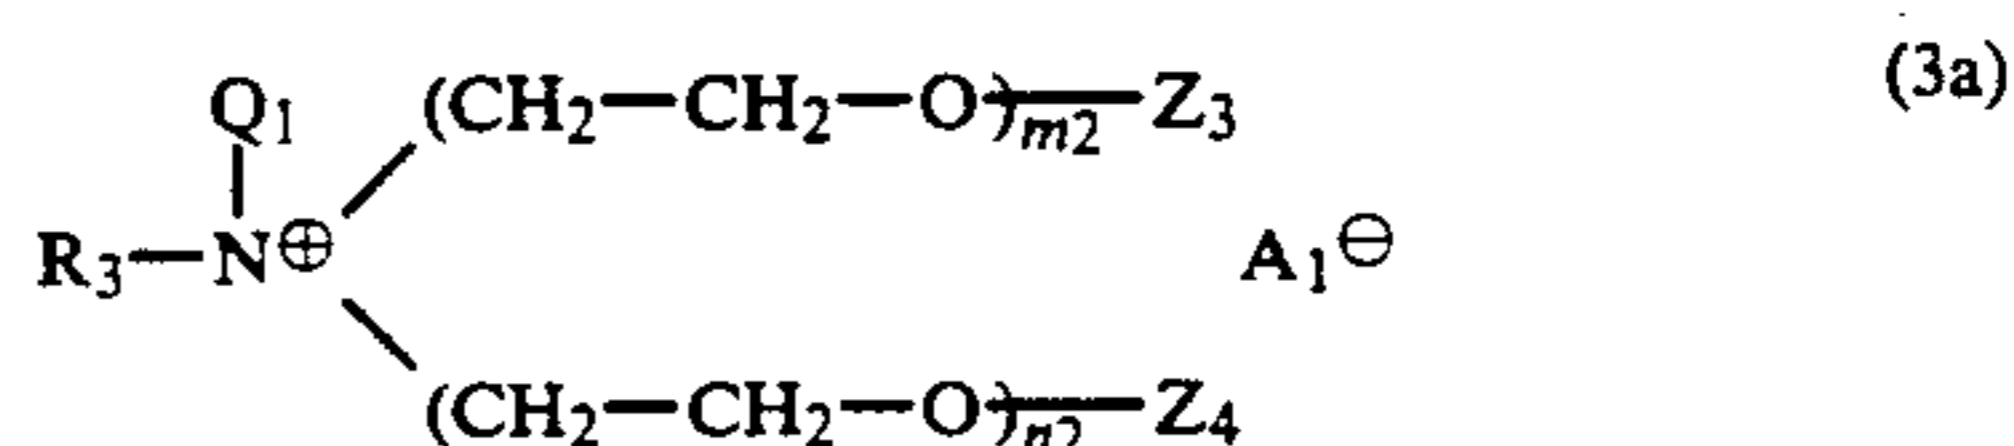 Q₁ (CH₂—CH₂—O)ₘ₂—Z₃ (3a)
R₃—N⊕ A₁⊖
(CH₂—CH₂—O)ₙ₂—Z₄